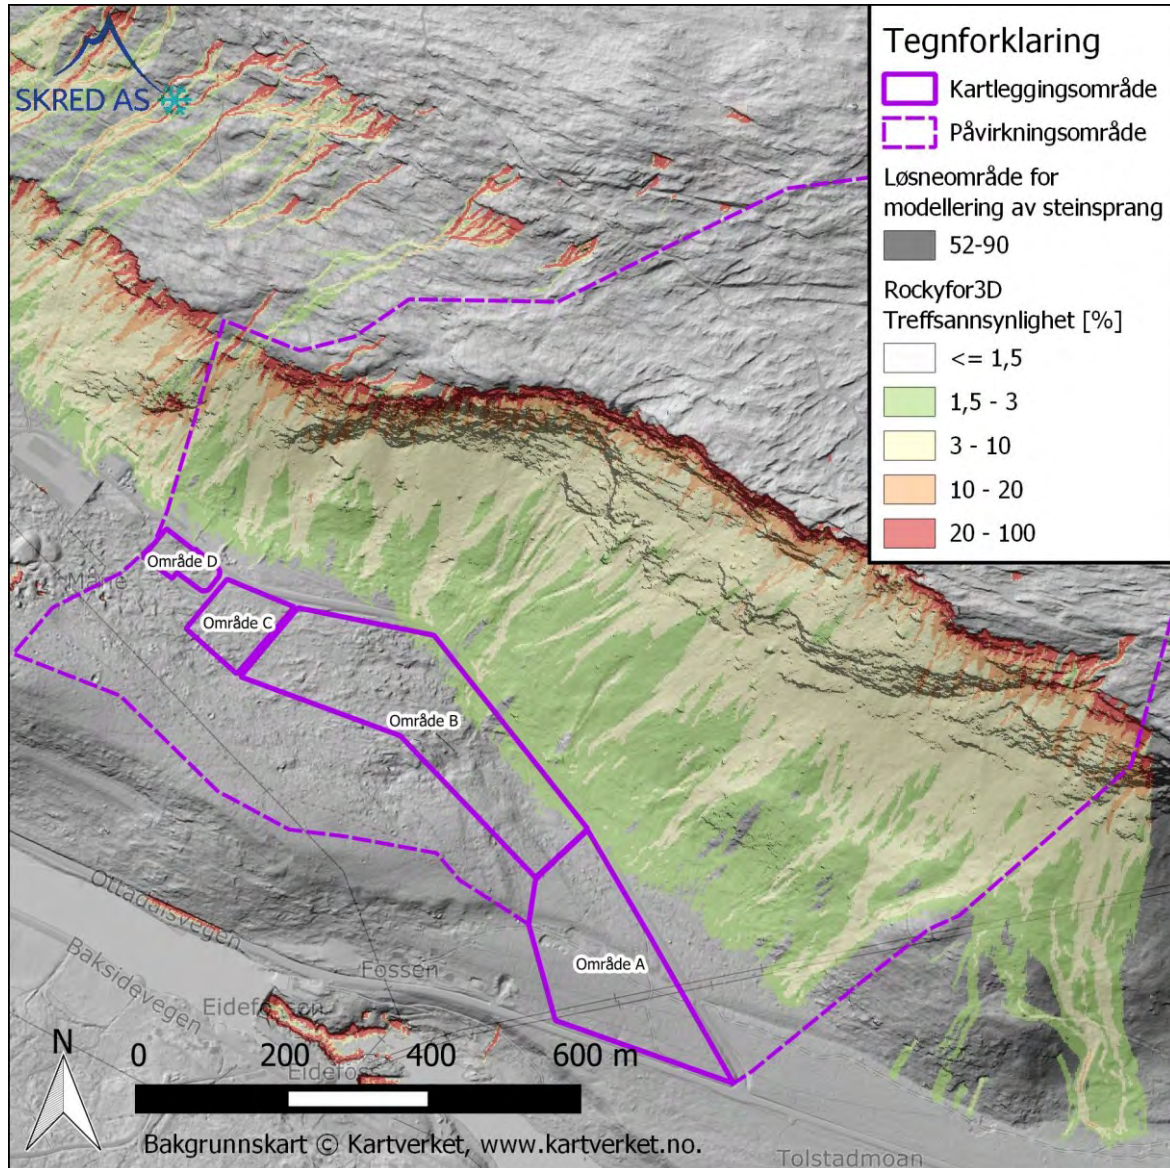 SKRED AS
Tegnforklaring
Kartleggingsområde
Påvirkningsområde
Løsneområde for
modellering av steinsprang
52-90
Rockyfor3D
Treffsannsynlighet [%]
<= 1,5
1,5 - 3
3 - 10
10 - 20
20 - 100
Område D
Område C
Område B
Område A
Ottadalsvegen
Baksidevegen
Fossen
Eidefossen
Eidefoss
N
0 200 400 600 m
Bakgrunnskart © Kartverket, www.kartverket.no.
Tolstadmoan